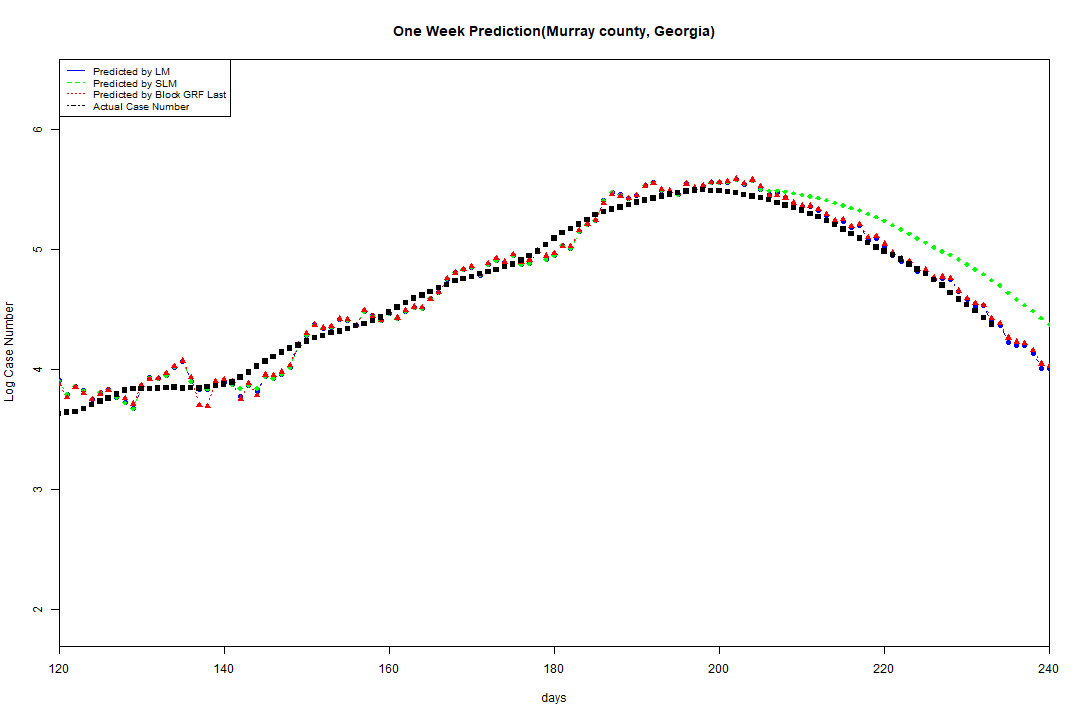 One Week Prediction(Murray county, Georgia)
Predicted by LM
Predicted by SLM
Predicted by Block GRF Last
Actual Case Number
6
5
4
3
2
Log Case Number
120 140 160 180 200 220 240
days